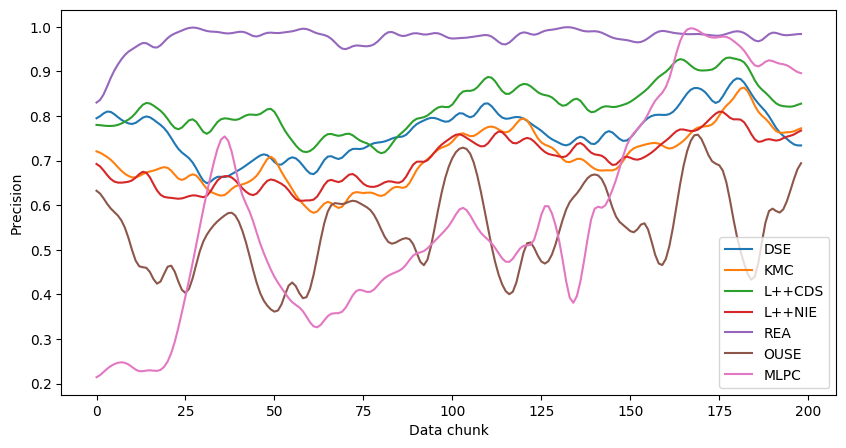 1.0
0.9
0.8
0.7
0.6
0.5
0.4
0.3
0.2
Precision
0 25 50 75 100 125 150 175 200
Data chunk
DSE
KMC
L++CDS
L++NIE
REA
OUSE
MLPC